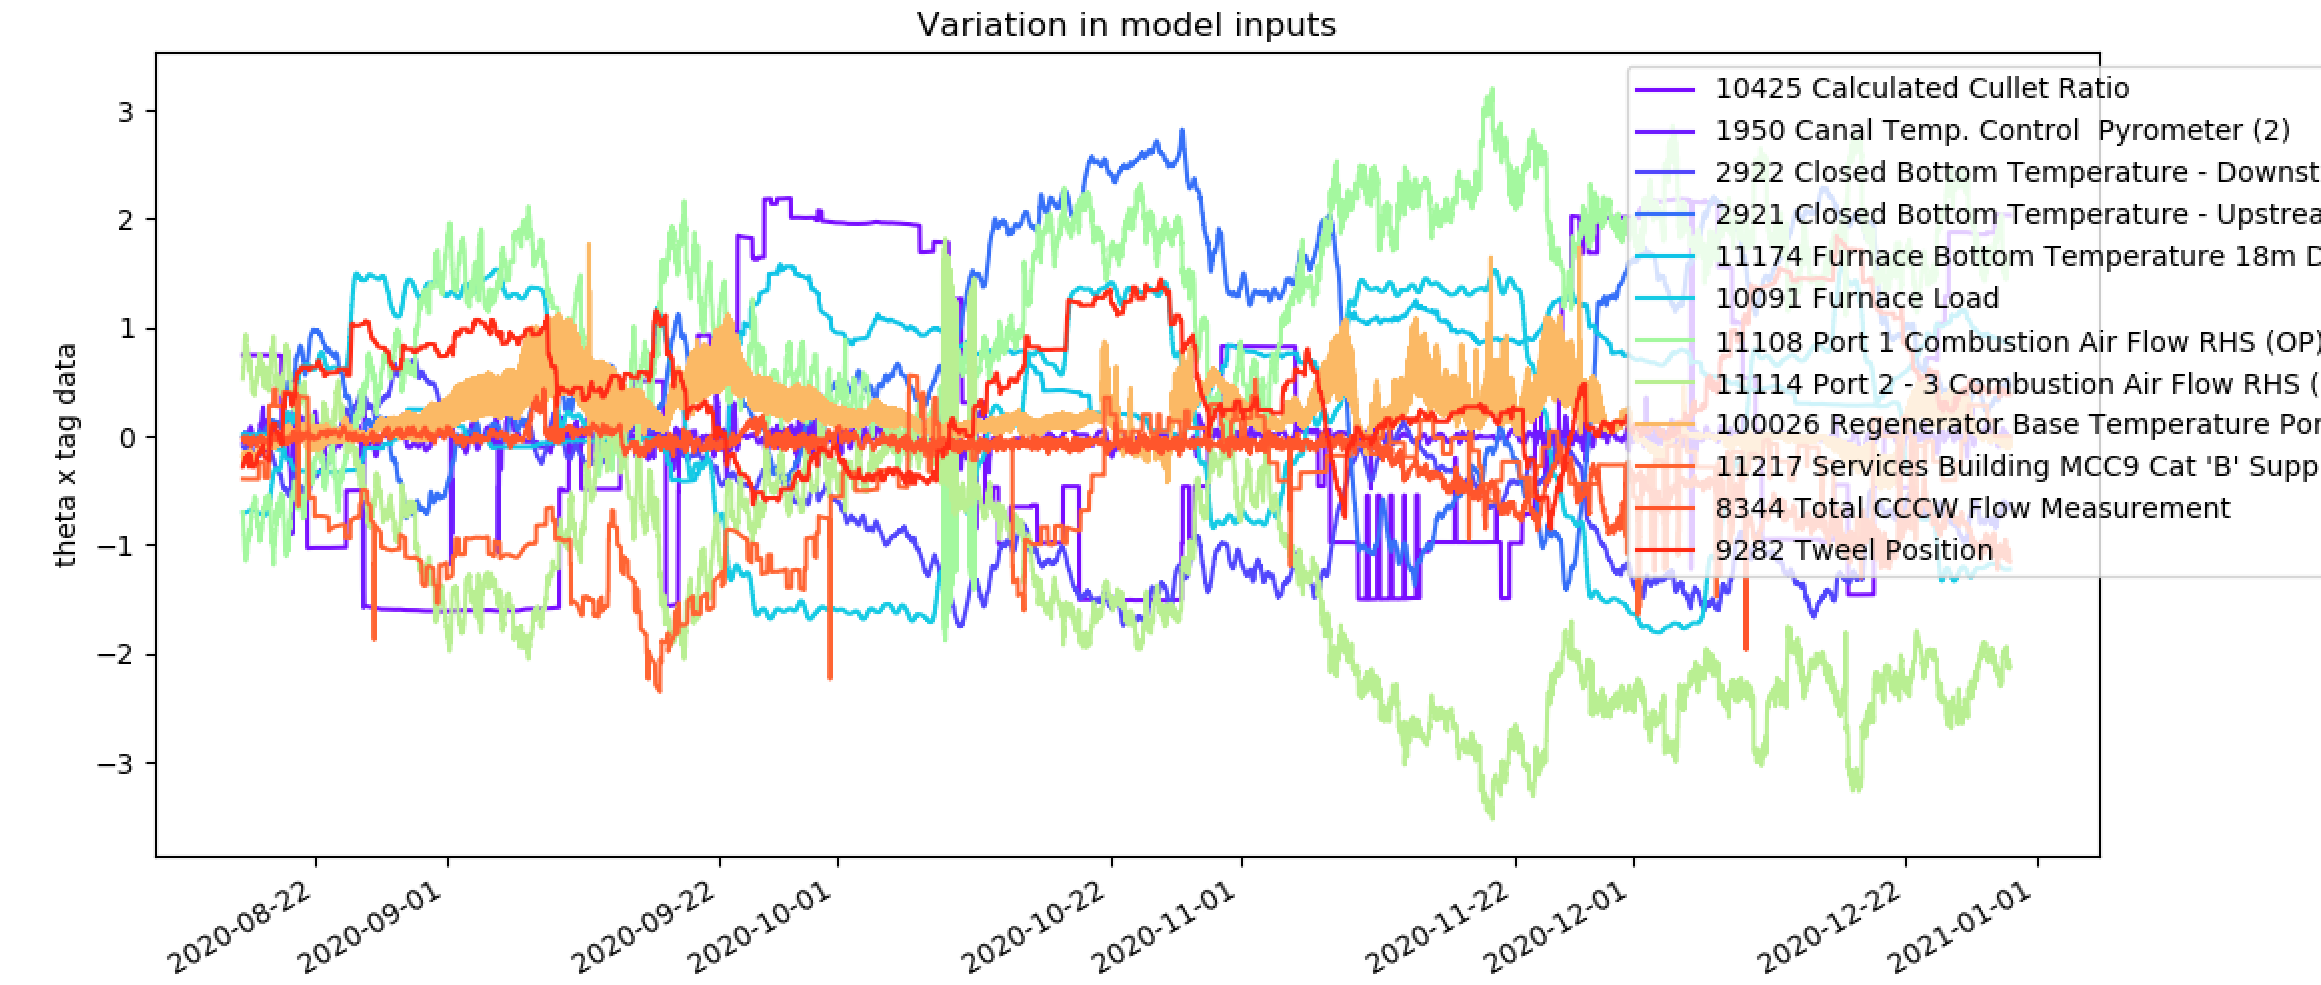 Variation in model inputs
theta x tag data
3
2
1
0
−1
−2
−3
10425 Calculated Cullet Ratio
1950 Canal Temp. Control  Pyrometer (2)
2922 Closed Bottom Temperature - Downst
2921 Closed Bottom Temperature - Upstrea
11174 Furnace Bottom Temperature 18m D
10091 Furnace Load
11108 Port 1 Combustion Air Flow RHS (OP)
11114 Port 2 - 3 Combustion Air Flow RHS (
100026 Regenerator Base Temperature Por
11217 Services Building MCC9 Cat 'B' Supp
8344 Total CCCW Flow Measurement
9282 Tweel Position
2020-08-22
2020-09-01
2020-09-22
2020-10-01
2020-10-22
2020-11-01
2020-11-22
2020-12-01
2020-12-22
2021-01-01